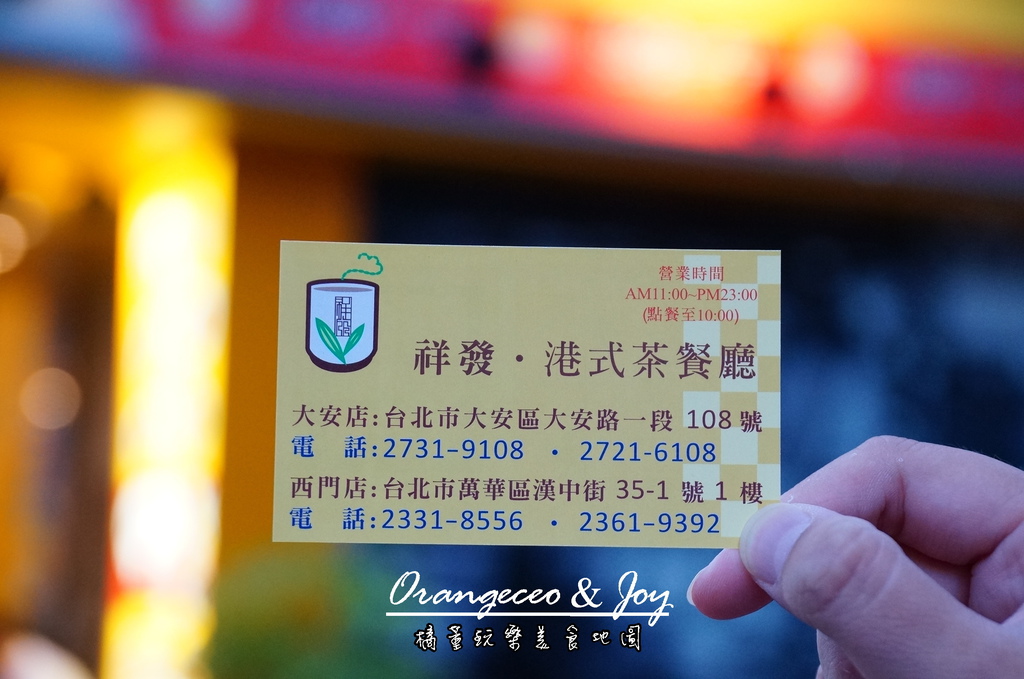 營業時間
AM11:00~PM23:00
(點餐至10:00)
祥發
祥發・港式茶餐廳
大安店:台北市大安區大安路一段 108 號
電 話:2731-9108 ・ 2721-6108
西門店:台北市萬華區漢中街 35-1 號 1 樓
電 話:2331-8556 ・ 2361-9392
Orangeceo & Joy
橘董玩樂美食地圖